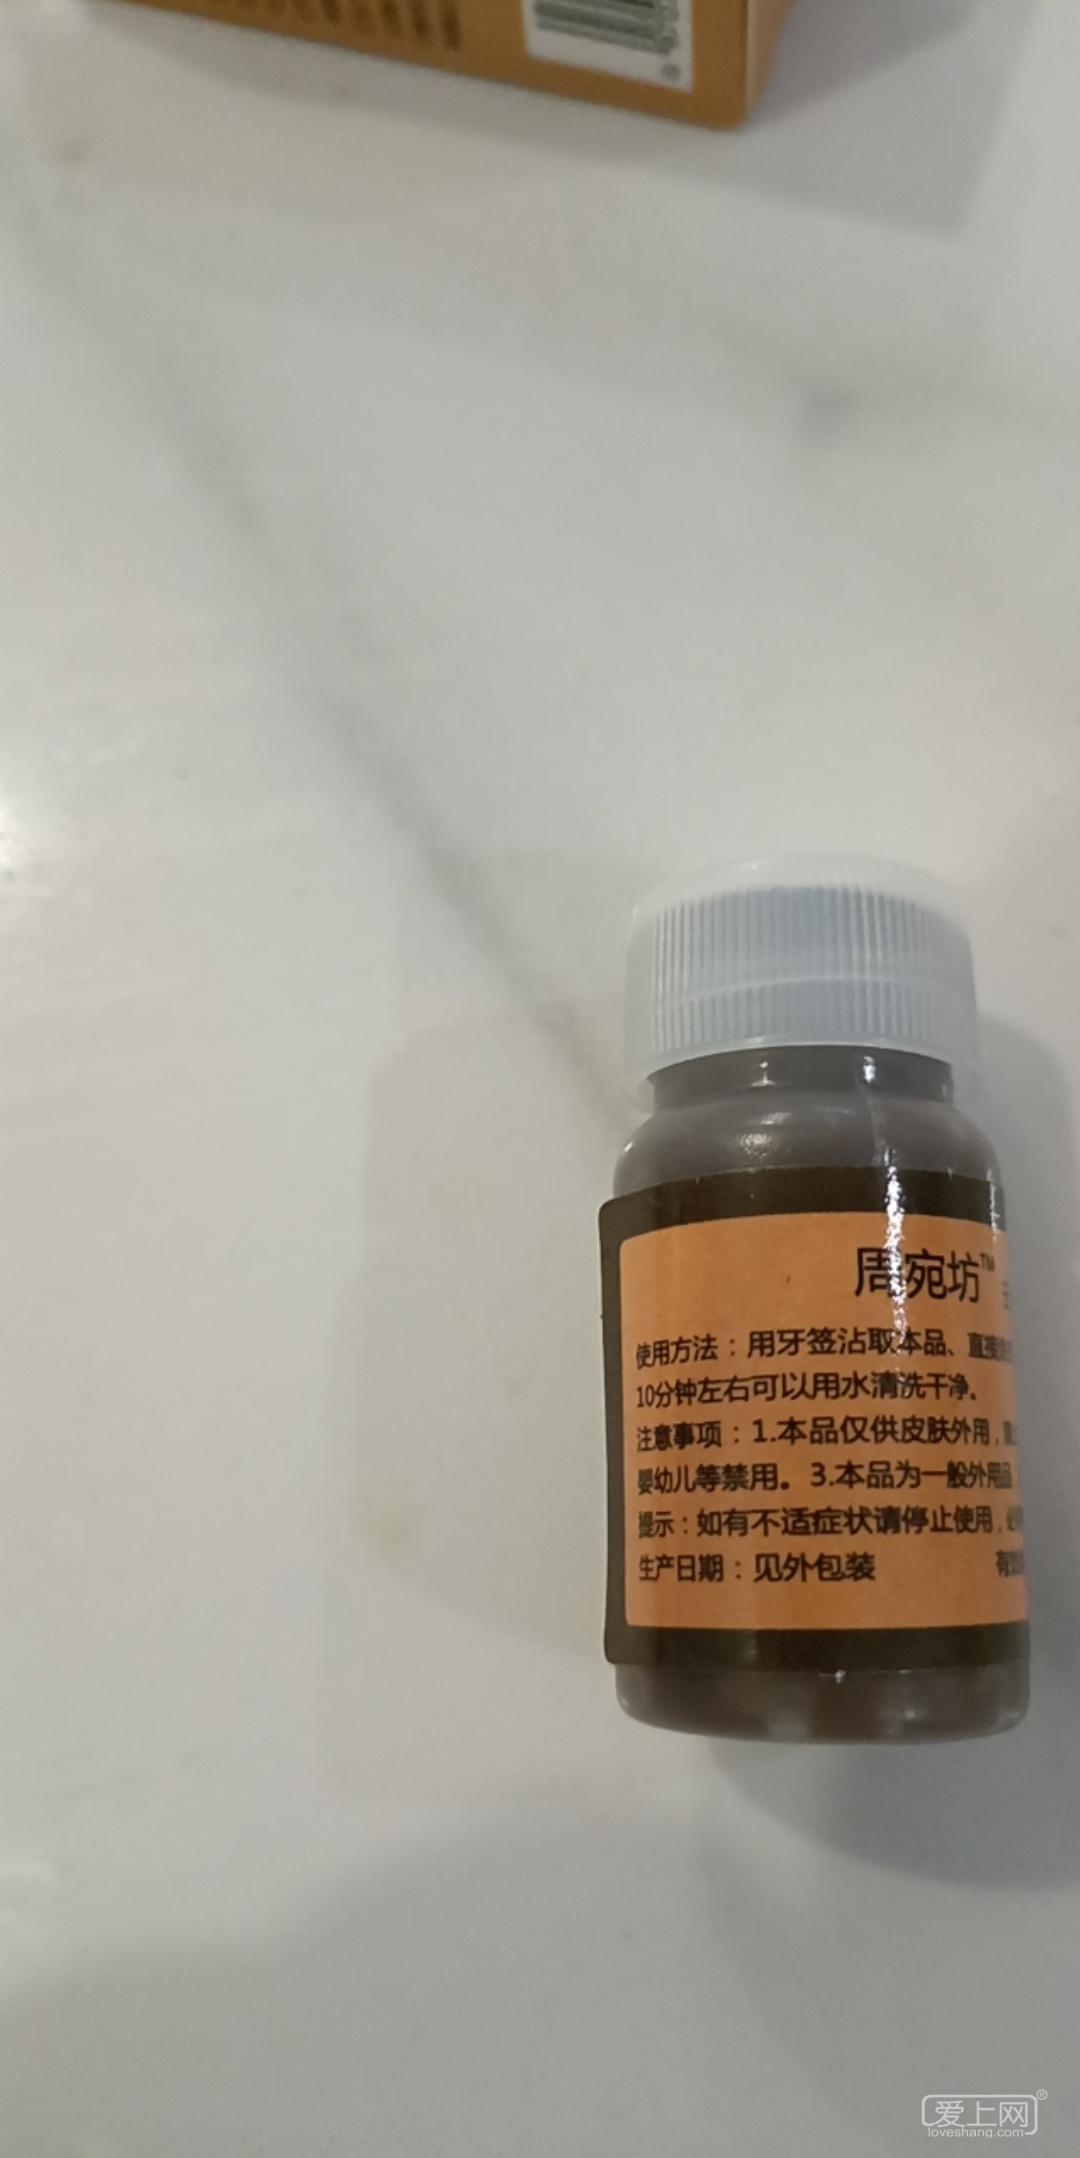 周宛坊™
使用方法：用牙签沾取本品、直接
10分钟左右可以用水清洗干净。
注意事项：1.本品仅供皮肤外用，
婴幼儿等禁用。3.本品为一般外用品
提示：如有不适症状请停止使用，
生产日期：见外包装 有效
爱上网®
loveshang.com